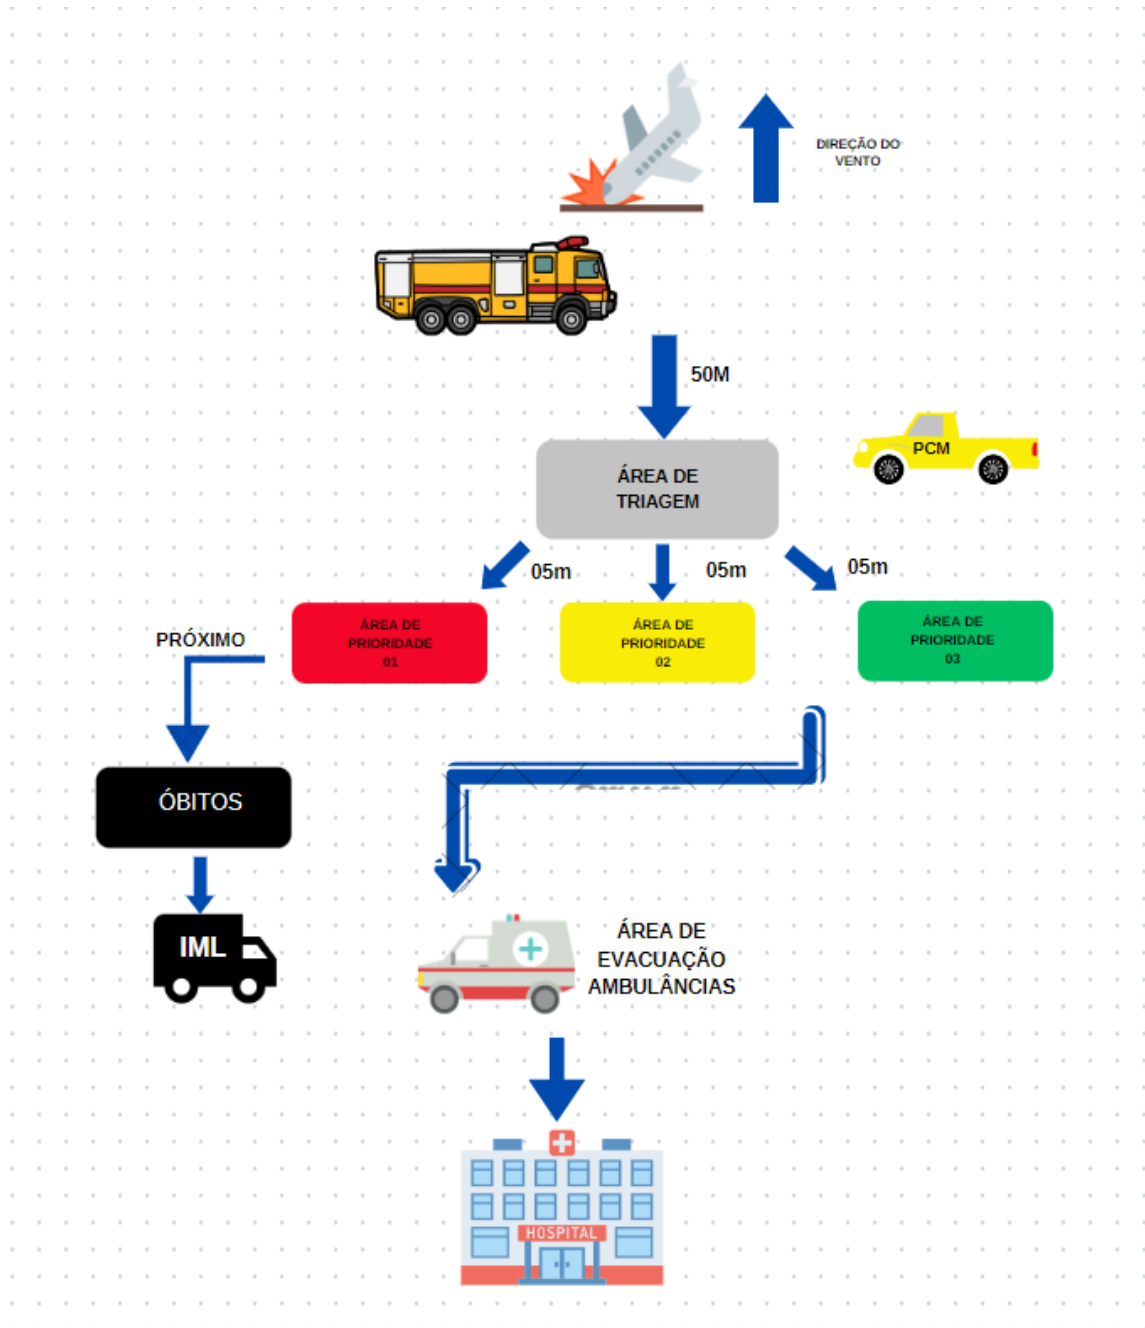 DIREÇÃO DO
VENTO
50M
PCM
ÁREA DE
TRIAGEM
05m
05m
05m
ÁREA DE
PRIORIDADE
01
ÁREA DE
PRIORIDADE
02
ÁREA DE
PRIORIDADE
03
PRÓXIMO
ÓBITOS
IML
ÁREA DE
EVACUAÇÃO
AMBULÂNCIAS
HOSPITAL